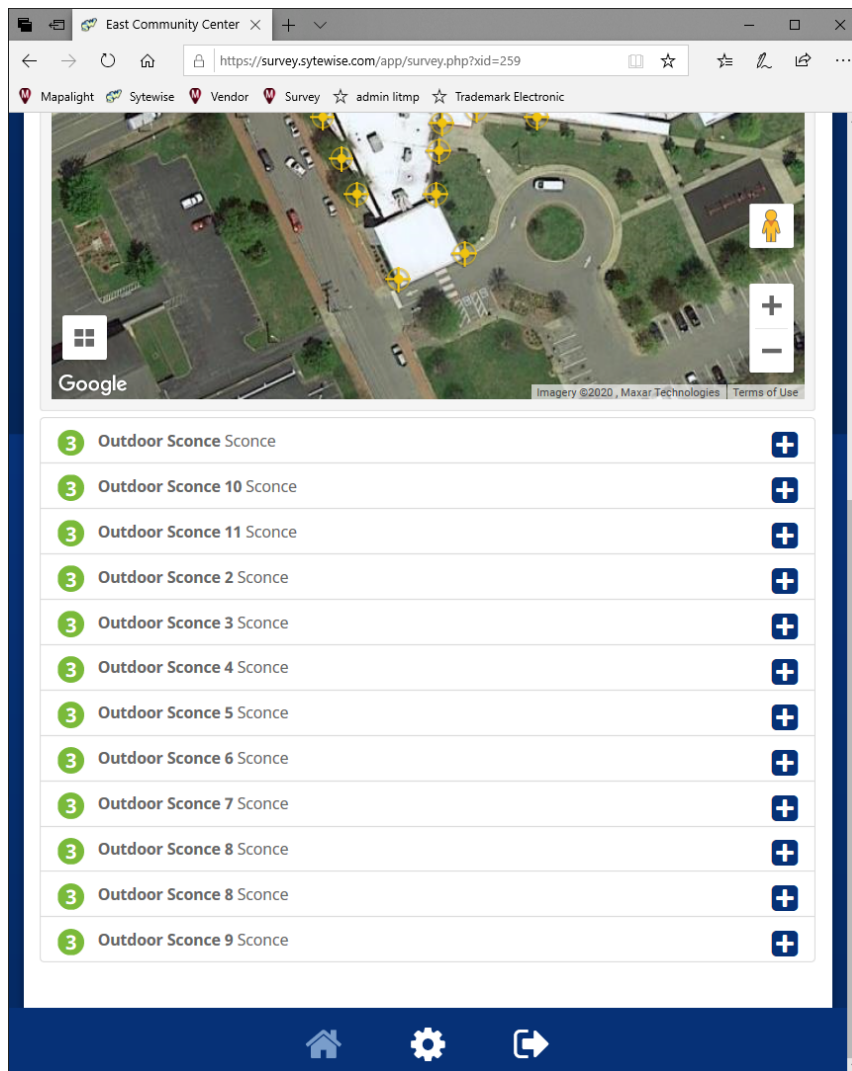 East Community Center
https://survey.sytewise.com/app/survey.php?xid=259
Mapalight Sytewise Vendor Survey admin litmp Trademark Electronic
Google
Imagery ©2020 , Maxar Technologies Terms of Use
3 Outdoor Sconce Sconce
3 Outdoor Sconce 10 Sconce
3 Outdoor Sconce 11 Sconce
3 Outdoor Sconce 2 Sconce
3 Outdoor Sconce 3 Sconce
3 Outdoor Sconce 4 Sconce
3 Outdoor Sconce 5 Sconce
3 Outdoor Sconce 6 Sconce
3 Outdoor Sconce 7 Sconce
3 Outdoor Sconce 8 Sconce
3 Outdoor Sconce 8 Sconce
3 Outdoor Sconce 9 Sconce